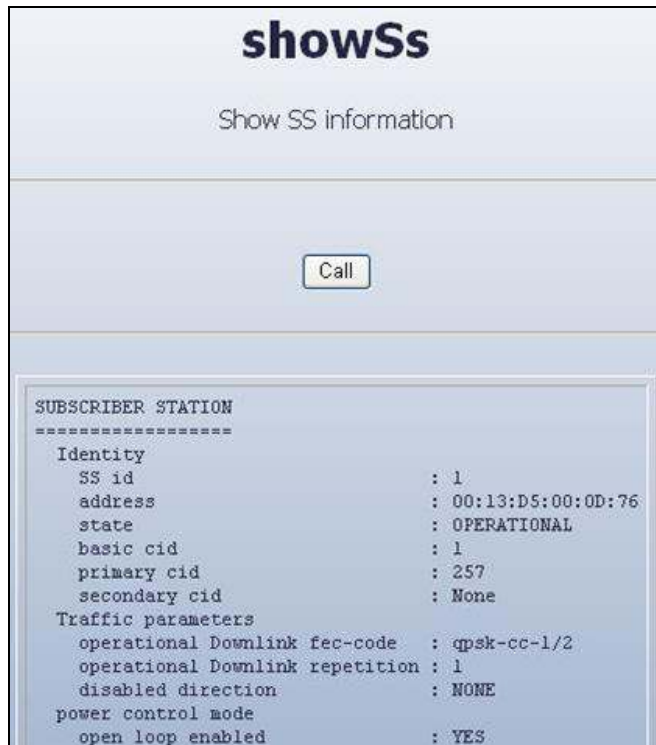 showSs
Show SS information
Call
SUBSCRIBER STATION
==================
Identity
SS id : 1
address : 00:13:D5:00:0D:76
state : OPERATIONAL
basic cid : 1
primary cid : 257
secondary cid : None
Traffic parameters
operational Downlink fec-code : qpsk-cc-1/2
operational Downlink repetition : 1
disabled direction : NONE
power control mode
open loop enabled : YES